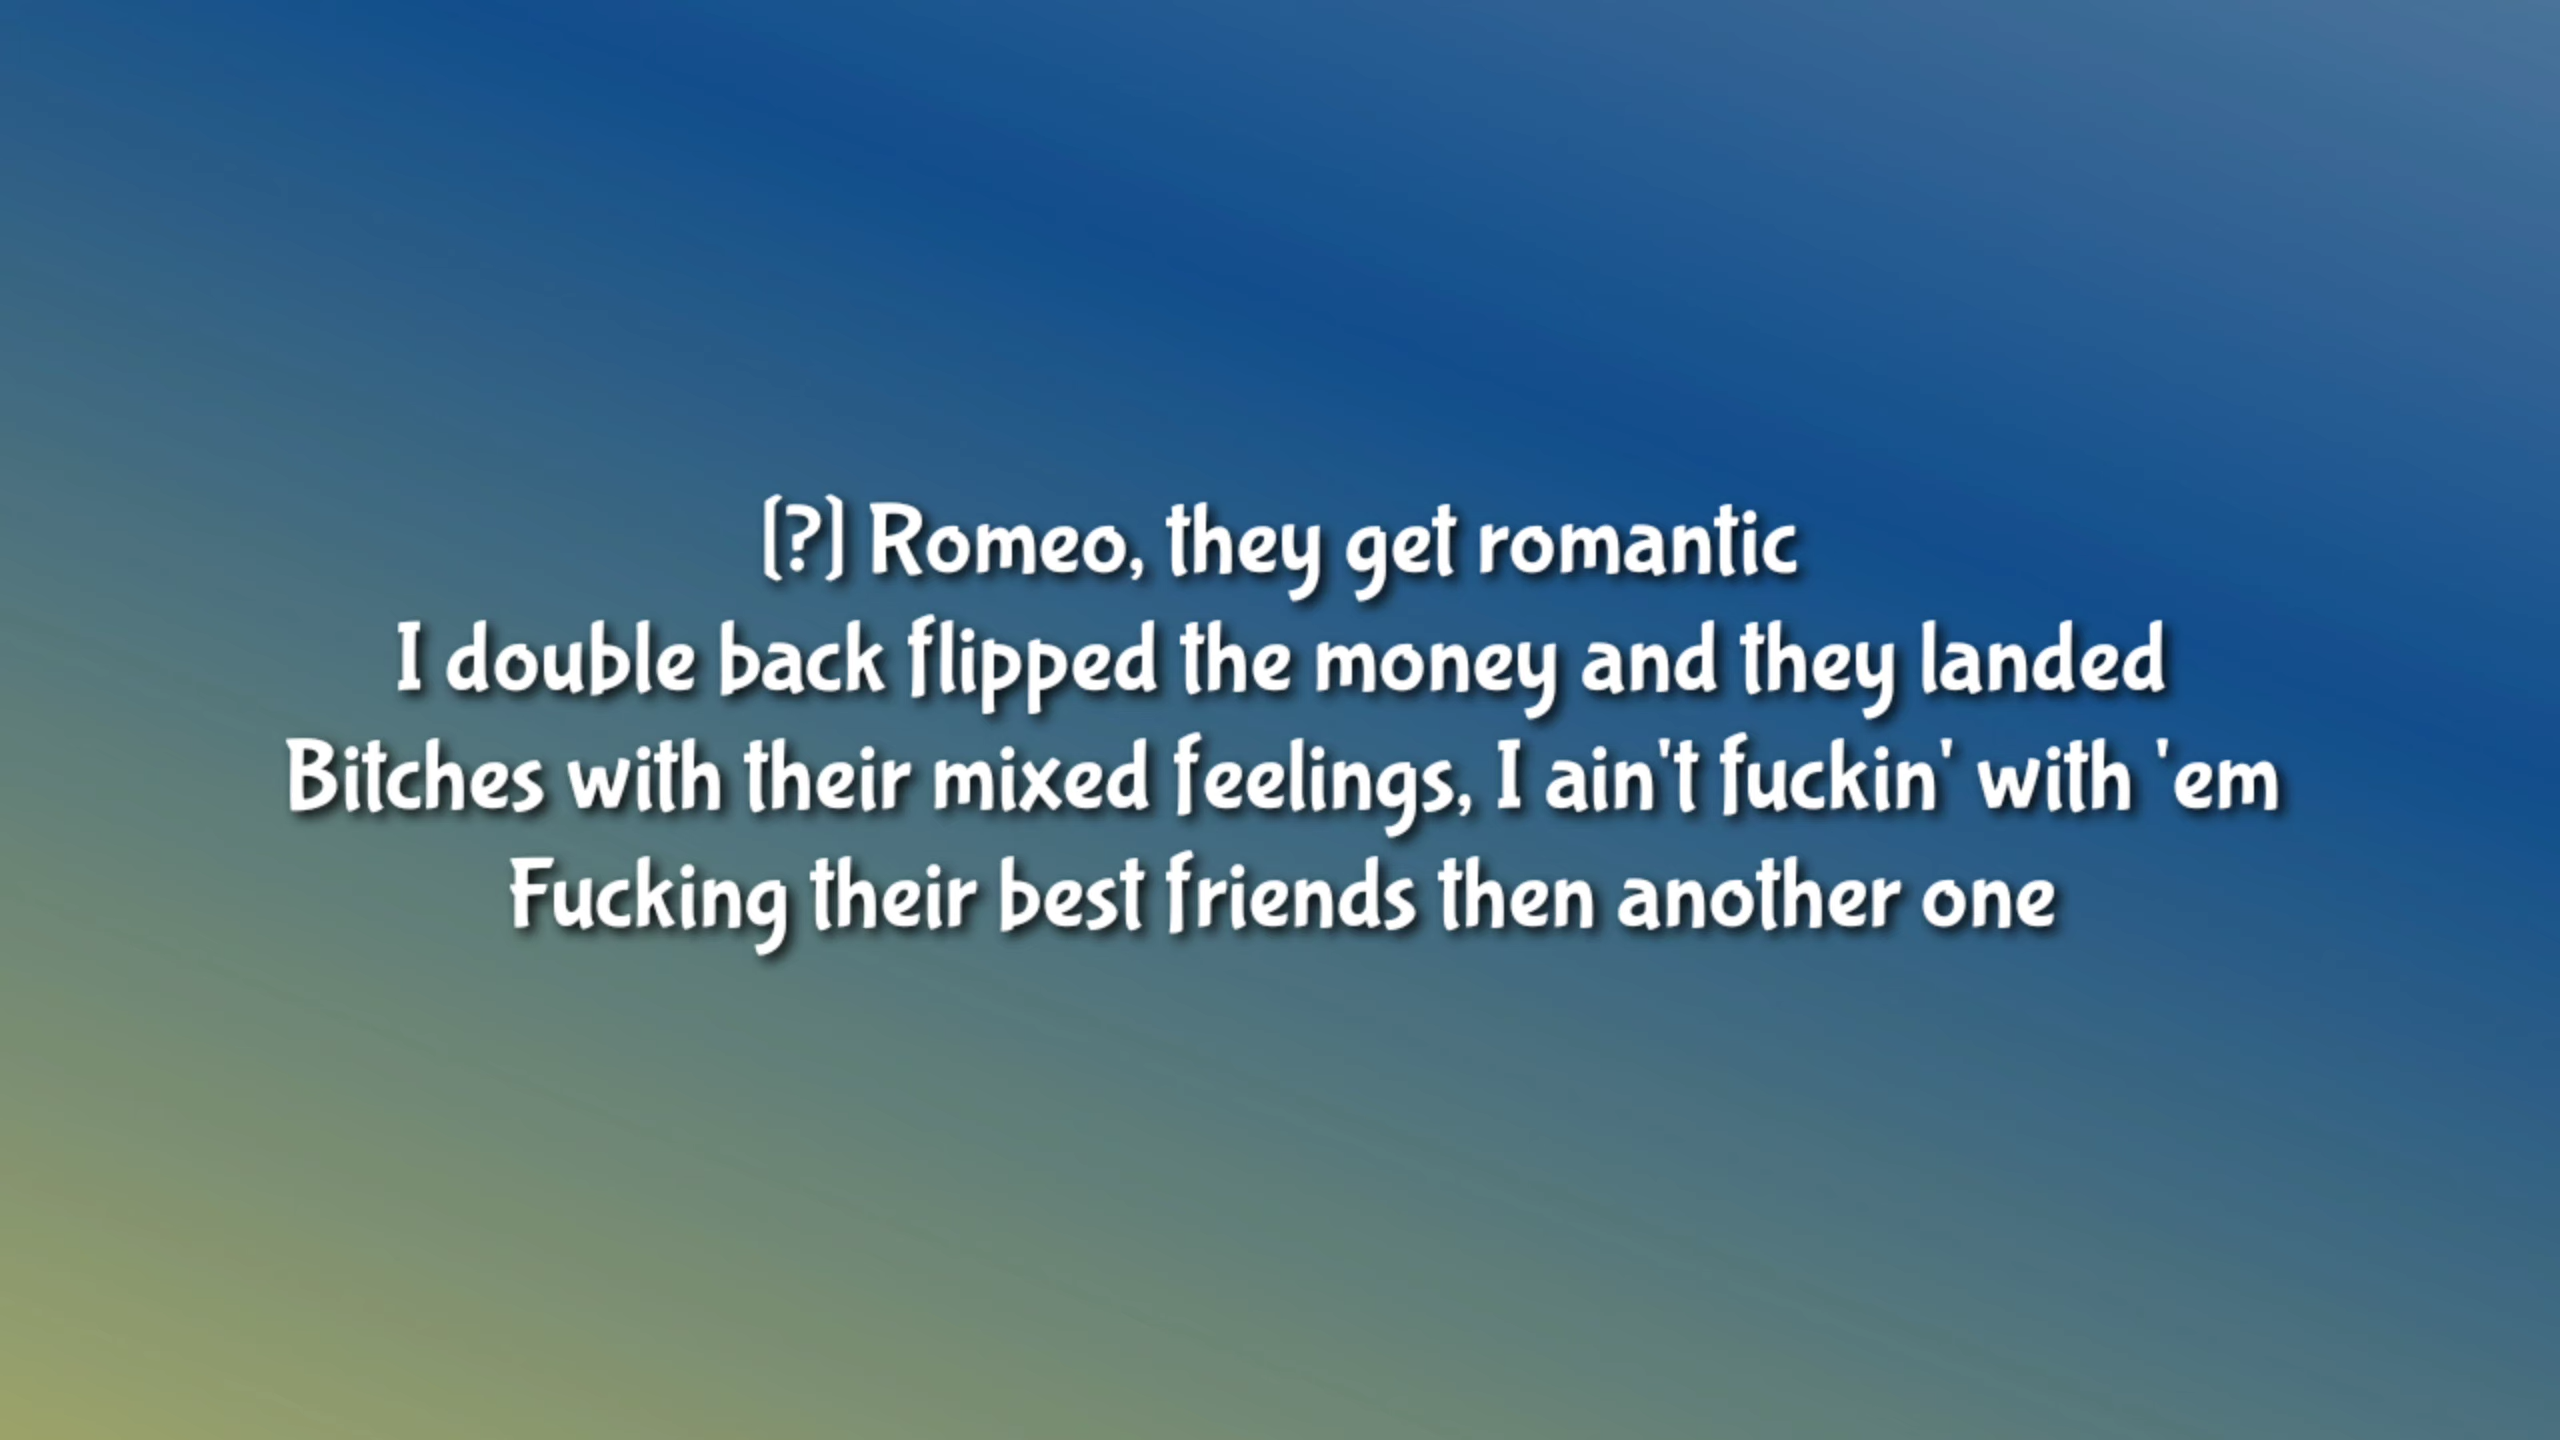 (?) Romeo, they get romantic
I double back flipped the money and they landed
Bitches with their mixed feelings, I ain't fuckin' with 'em
Fucking their best friends then another one